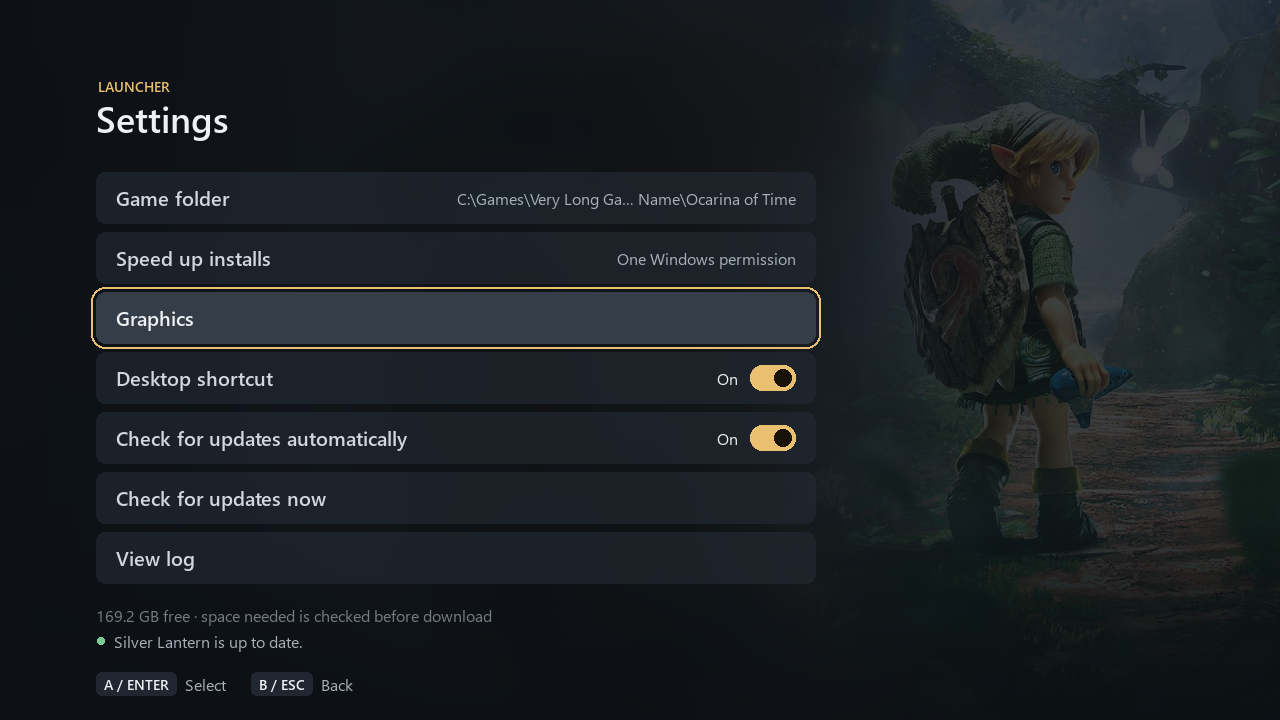 LAUNCHER
Settings
Game folder C:\Games\Very Long Ga... Name\Ocarina of Time
Speed up installs One Windows permission
Graphics
Desktop shortcut On
Check for updates automatically On
Check for updates now
View log
169.2 GB free · space needed is checked before download
Silver Lantern is up to date.
A / ENTER Select B / ESC Back